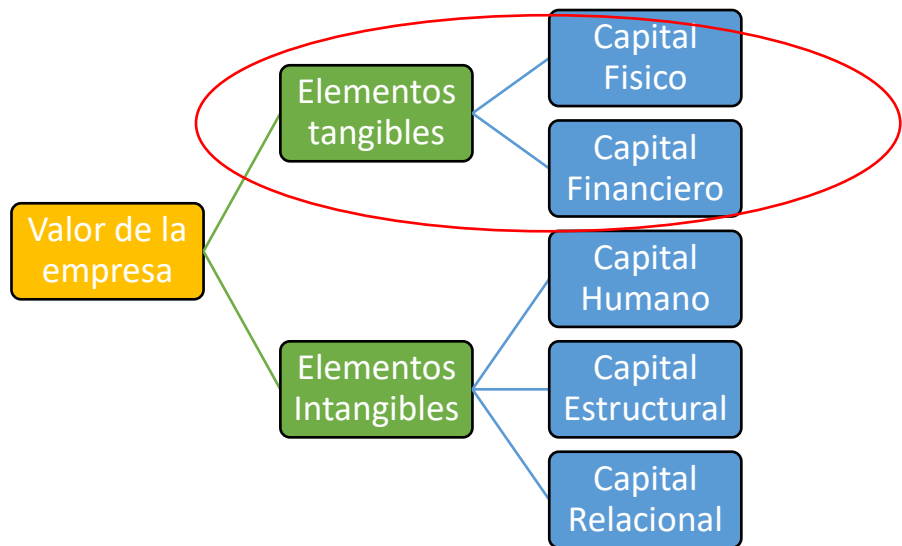 Valor de la
empresa
Elementos
tangibles
Capital
Fisico
Capital
Financiero
Elementos
Intangibles
Capital
Humano
Capital
Estructural
Capital
Relacional